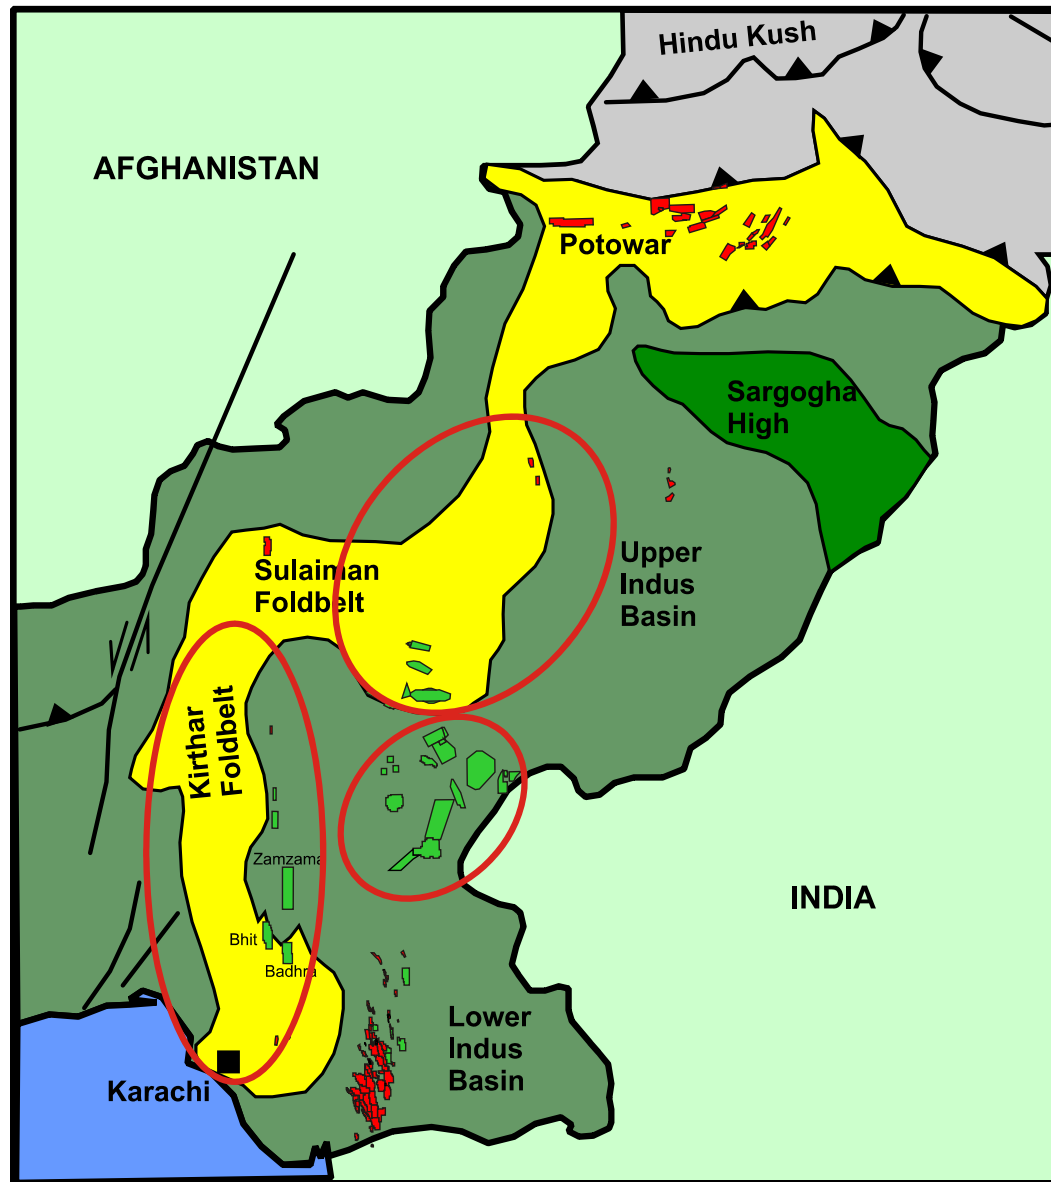 Hindu Kush
AFGHANISTAN
Potowar
Sargogha
High
Upper
Indus
Basin
Sulaiman
Foldbelt
Kirthar
Foldbelt
Zamzama
INDIA
Bhit
Badhra
Lower
Indus
Basin
Karachi